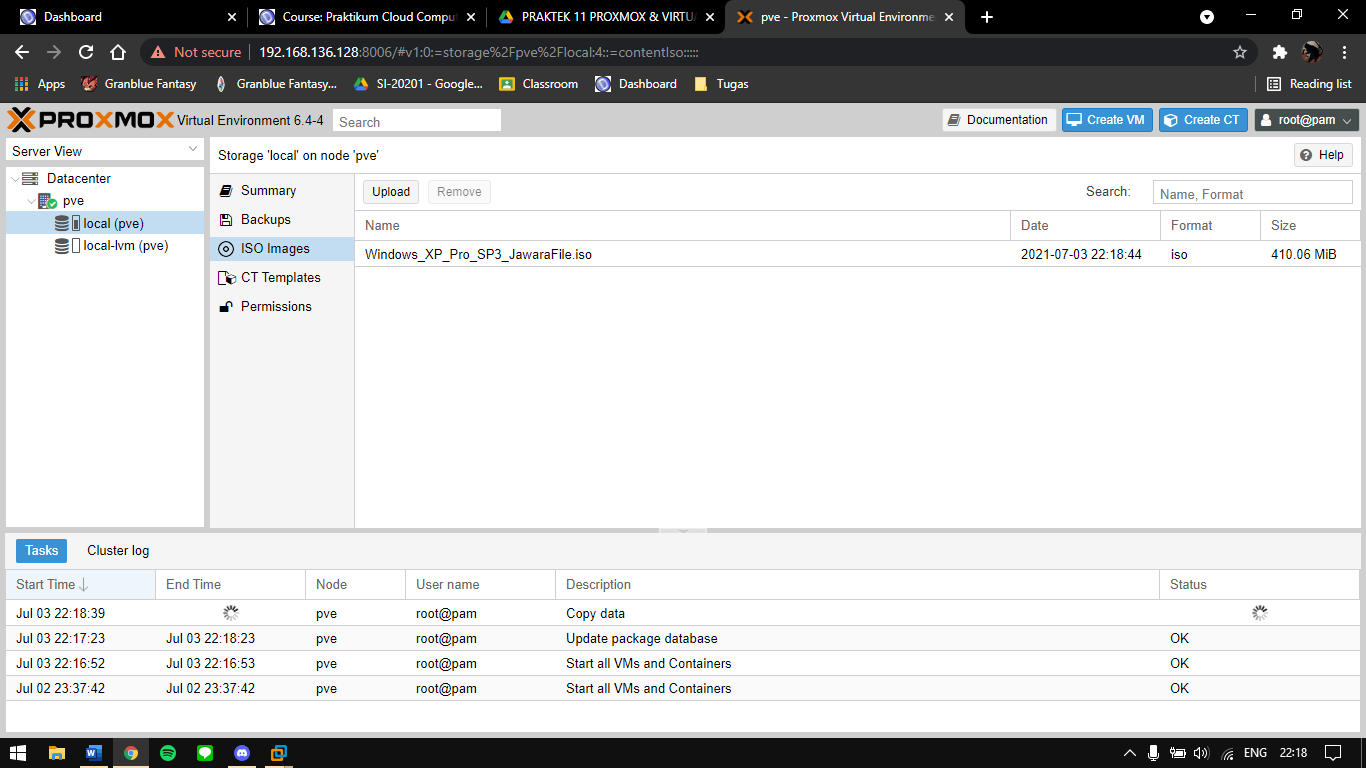 Dashboard
Course: Praktikum Cloud Compu
PRAKTEK 11 PROXMOX & VIRTU
pve - Proxmox Virtual Environme
Not secure 192.168.136.128:8006/#v1:0:=storage%2Fpve%2Flocal:4::=contentIso:::::
Apps Granblue Fantasy Granblue Fantasy... SI-20201 - Google... Classroom Dashboard Tugas Reading list
PROXMOX Virtual Environment 6.4-4 Search Documentation Create VM Create CT root@pam
Server View
Storage 'local' on node 'pve' Help
Datacenter
pve
local (pve)
local-lvm (pve)
Summary
Backups
ISO Images
CT Templates
Permissions
Upload Remove Search: Name, Format
Name Date Format Size
Windows_XP_Pro_SP3_JawaraFile.iso 2021-07-03 22:18:44 iso 410.06 MiB
Tasks Cluster log
Start Time End Time Node User name Description Status
Jul 03 22:18:39 pve root@pam Copy data
Jul 03 22:17:23 Jul 03 22:18:23 pve root@pam Update package database OK
Jul 03 22:16:52 Jul 03 22:16:53 pve root@pam Start all VMs and Containers OK
Jul 02 23:37:42 Jul 02 23:37:42 pve root@pam Start all VMs and Containers OK
ENG 22:18